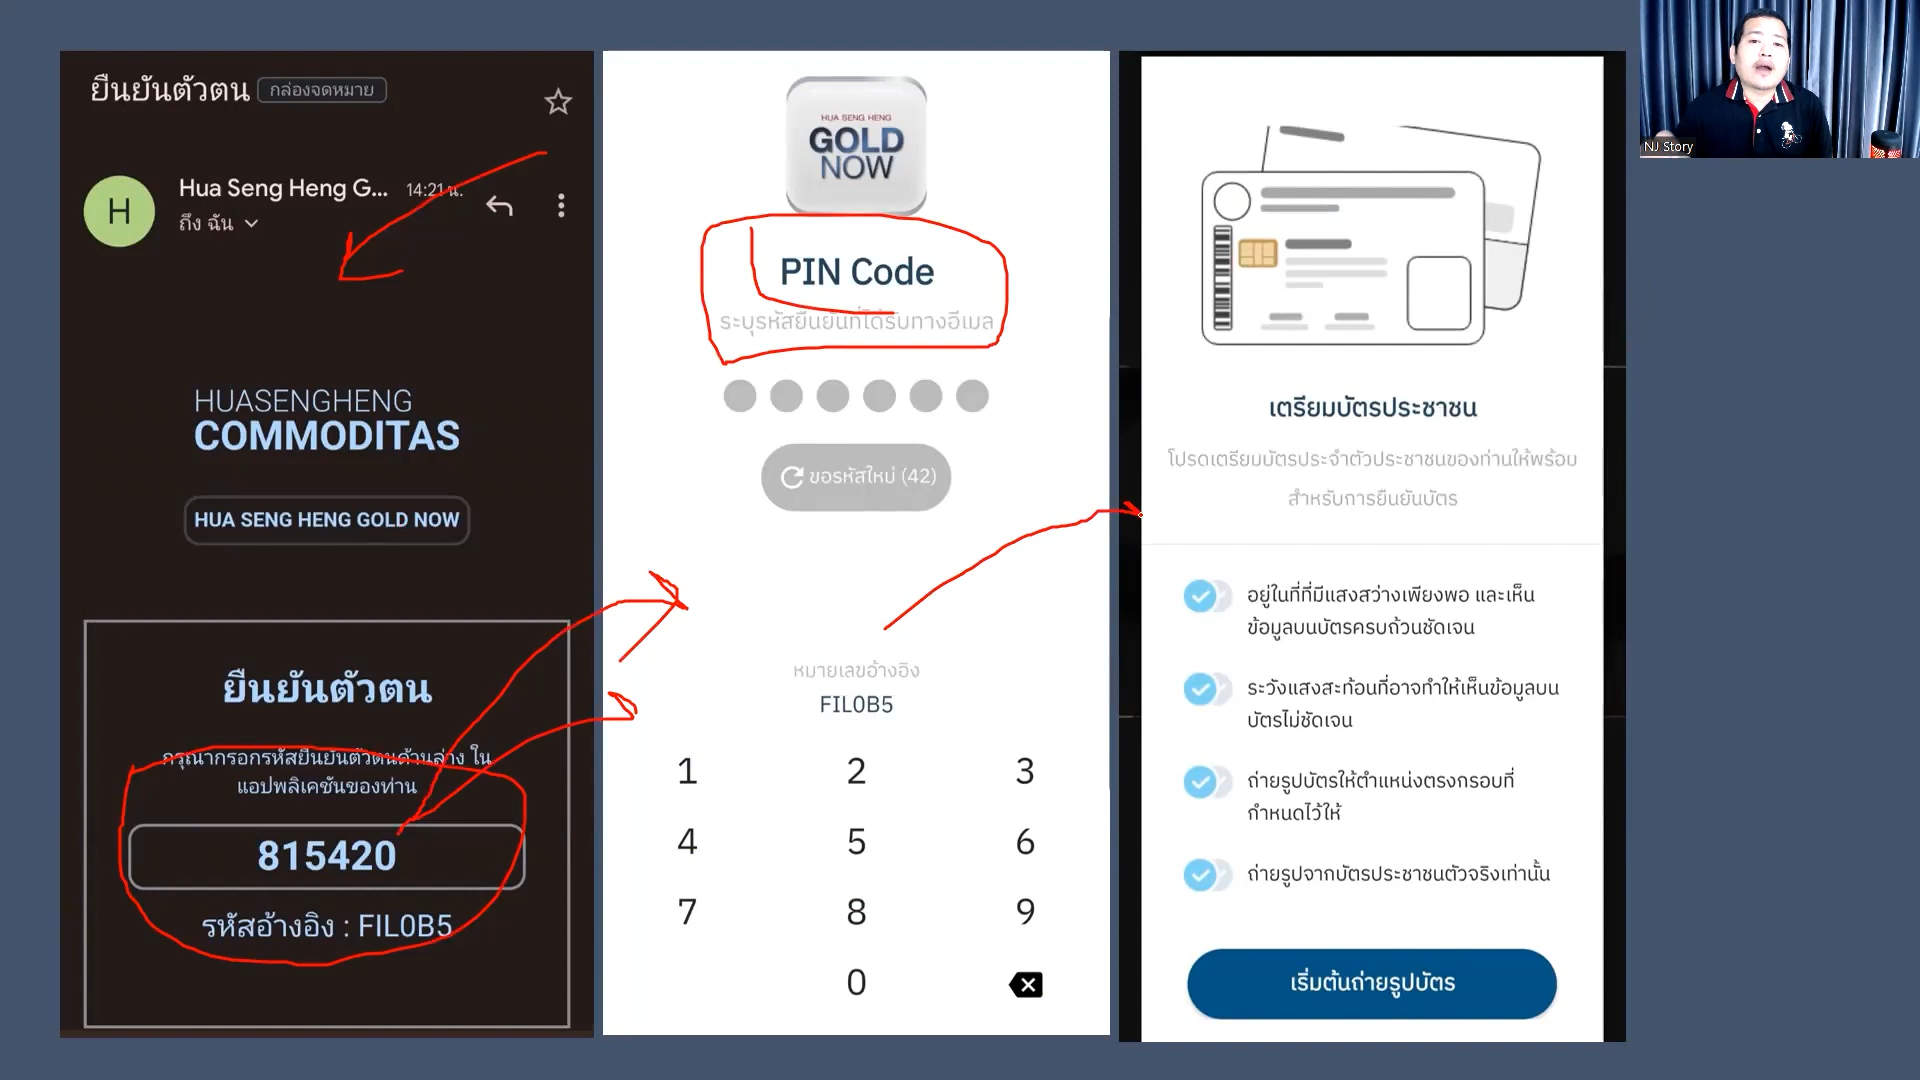 ยืนยันตัวตน กล่องจดหมาย
H
Hua Seng Heng G... 14:21 น.
ถึง ฉัน
HUASENGHENG
COMMODITAS
HUA SENG HENG GOLD NOW
ยืนยันตัวตน
กรุณากรอกรหัสยืนยันตัวตนด้านล่าง ใน
แอปพลิเคชันของท่าน
815420
รหัสอ้างอิง : FIL0B5
HUA SENG HENG
GOLD
NOW
PIN Code
ระบุรหัสยืนยันที่ได้รับทางอีเมล
ขอรหัสใหม่ (42)
หมายเลขอ้างอิง
FIL0B5
1 2 3
4 5 6
7 8 9
0
เตรียมบัตรประชาชน
โปรดเตรียมบัตรประจำตัวประชาชนของท่านให้พร้อม
สำหรับการยืนยันบัตร
อยู่ในที่ที่มีแสงสว่างเพียงพอ และเห็น
ข้อมูลบนบัตรครบถ้วนชัดเจน
ระวังแสงสะท้อนที่อาจทำให้เห็นข้อมูลบน
บัตรไม่ชัดเจน
ถ่ายรูปบัตรให้ตำแหน่งตรงกรอบที่
กำหนดไว้ให้
ถ่ายรูปจากบัตรประชาชนตัวจริงเท่านั้น
เริ่มต้นถ่ายรูปบัตร
NJ Story